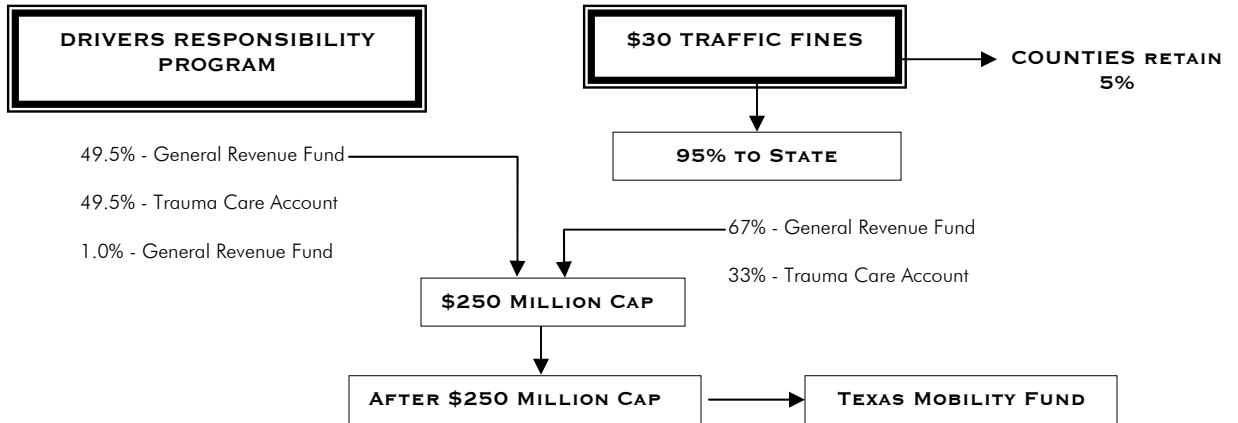 DRIVERS RESPONSIBILITY
PROGRAM
$30 TRAFFIC FINES
COUNTIES RETAIN
5%
95% TO STATE
49.5% - General Revenue Fund
49.5% - Trauma Care Account
1.0% - General Revenue Fund
67% - General Revenue Fund
33% - Trauma Care Account
$250 MILLION CAP
AFTER $250 MILLION CAP
TEXAS MOBILITY FUND